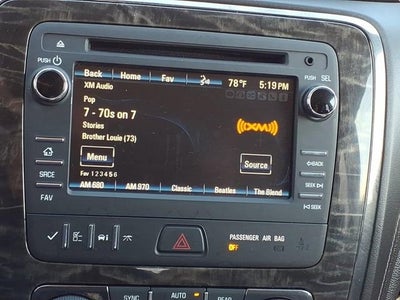 PUSH
PUSH SEL
Back Home Fav 78°F 5:19PM
XM Audio
Pop
7 - 70s on 7
Stories
Brother Louie (73)
((XM))
Menu
Source
Fav 1 2 3 4 5 6
AM 680 AM 970 Classic Beatles The Blend
SRCE
FAV
BACK
SEEK
SEEK
PASSENGER AIR BAG
OFF
SYNC AUTO REAR